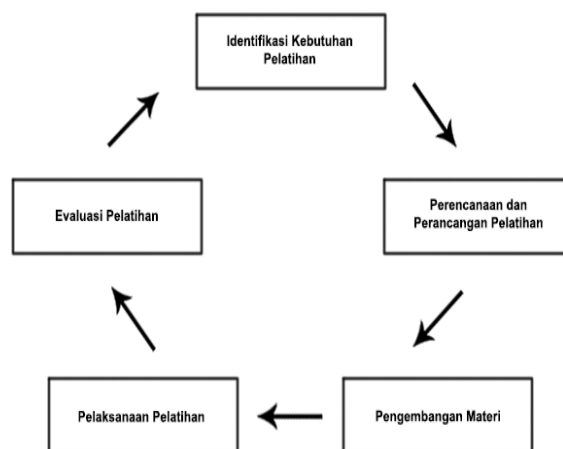 Identifikasi Kebutuhan
Pelatihan
Perencanaan dan
Perancangan Pelatihan
Pengembangan Materi
Pelaksanaan Pelatihan
Evaluasi Pelatihan